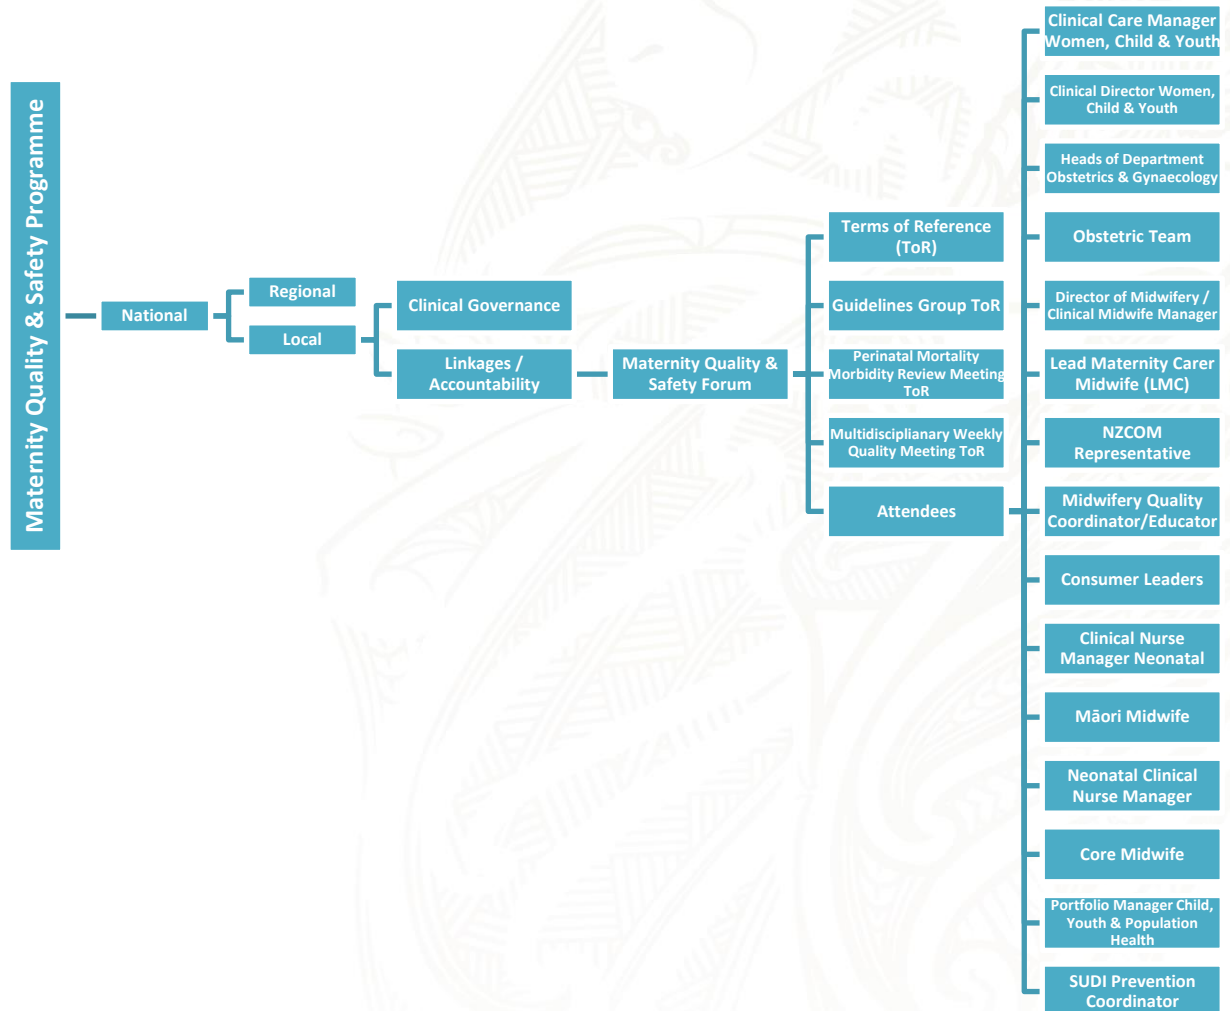 Maternity Quality & Safety Programme
National
Regional
Local
Clinical Governance
Linkages /
Accountability
Maternity Quality &
Safety Forum
Terms of Reference
(ToR)
Guidelines Group ToR
Perinatal Mortality
Morbidity Review Meeting
ToR
Multidisciplianary Weekly
Quality Meeting ToR
Attendees
Clinical Care Manager
Women, Child & Youth
Clinical Director Women,
Child & Youth
Heads of Department
Obstetrics & Gynaecology
Obstetric Team
Director of Midwifery /
Clinical Midwife Manager
Lead Maternity Carer
Midwife (LMC)
NZCOM
Representative
Midwifery Quality
Coordinator/Educator
Consumer Leaders
Clinical Nurse
Manager Neonatal
Māori Midwife
Neonatal Clinical
Nurse Manager
Core Midwife
Portfolio Manager Child,
Youth & Population
Health
SUDI Prevention
Coordinator